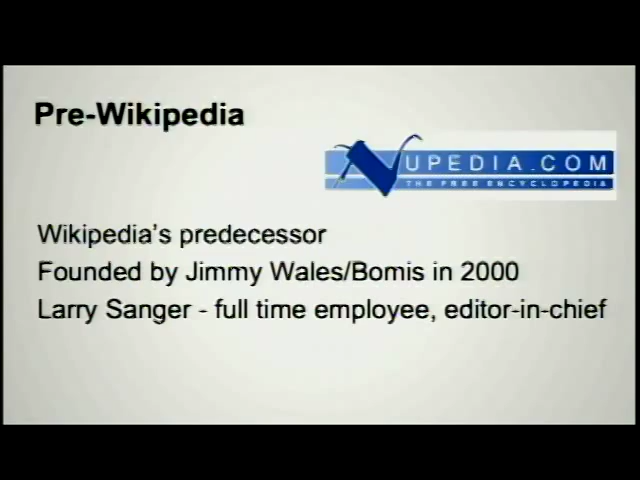 Pre-Wikipedia
NUPEDIA.COM
THE FREE ENCYCLOPEDIA
Wikipedia's predecessor
Founded by Jimmy Wales/Bomis in 2000
Larry Sanger - full time employee, editor-in-chief